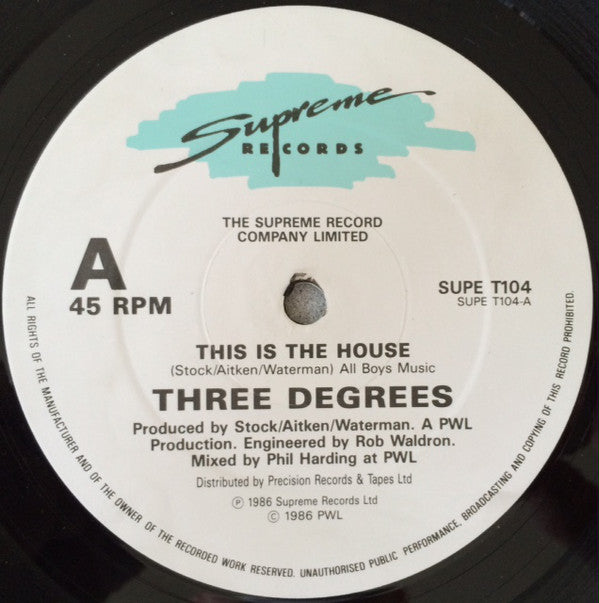 Supreme
RECORDS
THE SUPREME RECORD
COMPANY LIMITED
A
45 RPM
SUPE T104
SUPE T104-A
THIS IS THE HOUSE
(Stock/Aitken/Waterman) All Boys Music
THREE DEGREES
Produced by Stock/Aitken/Waterman. A PWL
Production. Engineered by Rob Waldron.
Mixed by Phil Harding at PWL
Distributed by Precision Records & Tapes Ltd
Ⓟ 1986 Supreme Records Ltd
© 1986 PWL
ALL RIGHTS OF THE MANUFACTURER AND OF THE OWNER OF THE RECORDED WORK RESERVED. UNAUTHORISED PUBLIC PERFORMANCE, BROADCASTING AND COPYING OF THIS RECORD PROHIBITED.